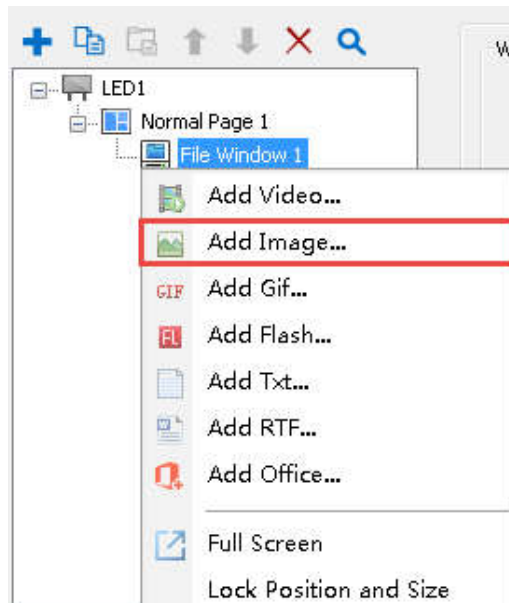 W
LED1
Normal Page 1
File Window 1
Add Video...
Add Image...
GIF Add Gif...
FL Add Flash...
Add Txt...
W Add RTF...
Add Office...
Full Screen
Lock Position and Size